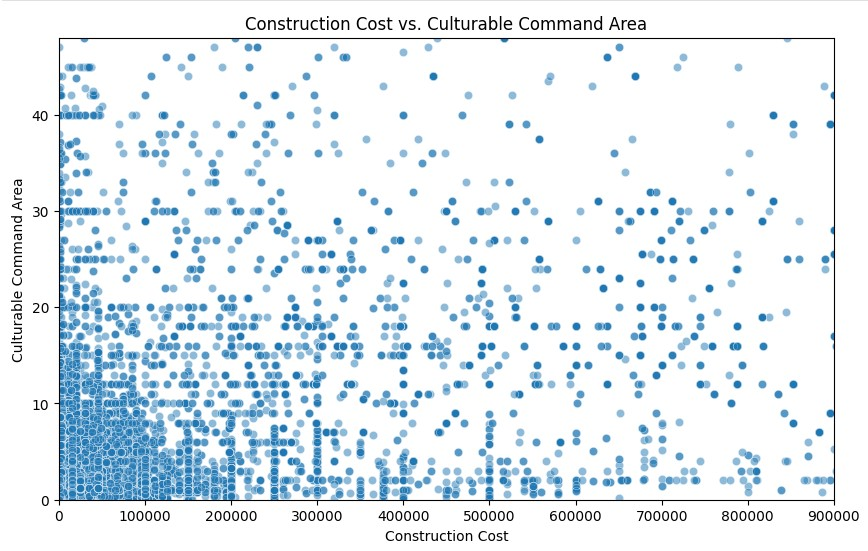 Construction Cost vs. Culturable Command Area
Culturable Command Area
40
30
20
10
0
0 100000 200000 300000 400000 500000 600000 700000 800000 900000
Construction Cost